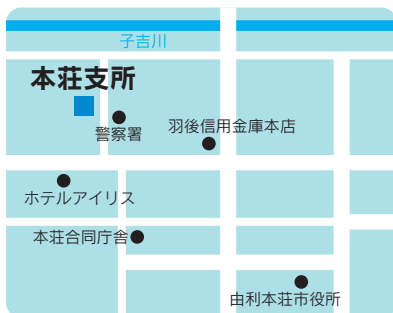 子吉川
本荘支所
羽後信用金庫本店
警察署
ホテルアイリス
本荘合同庁舎
由利本荘市役所